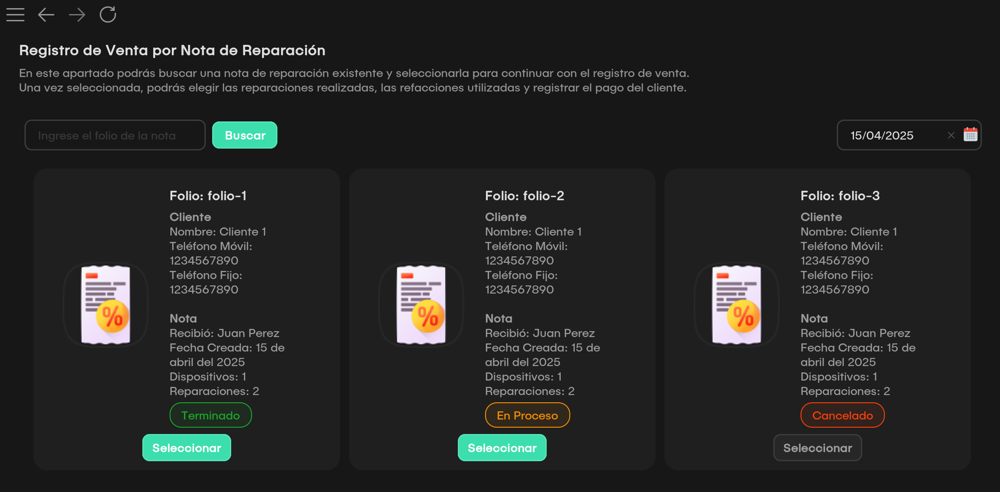 Registro de Venta por Nota de Reparación
En este apartado podrás buscar una nota de reparación existente y seleccionarla para continuar con el registro de venta.
Una vez seleccionada, podrás elegir las reparaciones realizadas, las refacciones utilizadas y registrar el pago del cliente.
Ingrese el folio de la nota
Buscar
15/04/2025
Folio: folio-1
Cliente
Nombre: Cliente 1
Teléfono Móvil:
1234567890
Teléfono Fijo:
1234567890
Nota
Recibió: Juan Perez
Fecha Creada: 15 de
abril del 2025
Dispositivos: 1
Reparaciones: 2
Terminado
Seleccionar
Folio: folio-2
Cliente
Nombre: Cliente 1
Teléfono Móvil:
1234567890
Teléfono Fijo:
1234567890
Nota
Recibió: Juan Perez
Fecha Creada: 15 de
abril del 2025
Dispositivos: 1
Reparaciones: 2
En Proceso
Seleccionar
Folio: folio-3
Cliente
Nombre: Cliente 1
Teléfono Móvil:
1234567890
Teléfono Fijo:
1234567890
Nota
Recibió: Juan Perez
Fecha Creada: 15 de
abril del 2025
Dispositivos: 1
Reparaciones: 2
Cancelado
Seleccionar